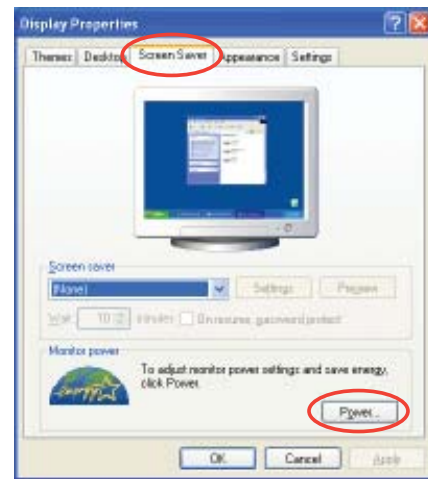 Display Properties
Themes Desktop Screen Saver Appearance Settings
Screen saver
(None) Settings Preview
Wait: 10 minutes On resume, password protect
Monitor power
To adjust monitor power settings and save energy,
click Power.
energy
Power...
OK Cancel Apply